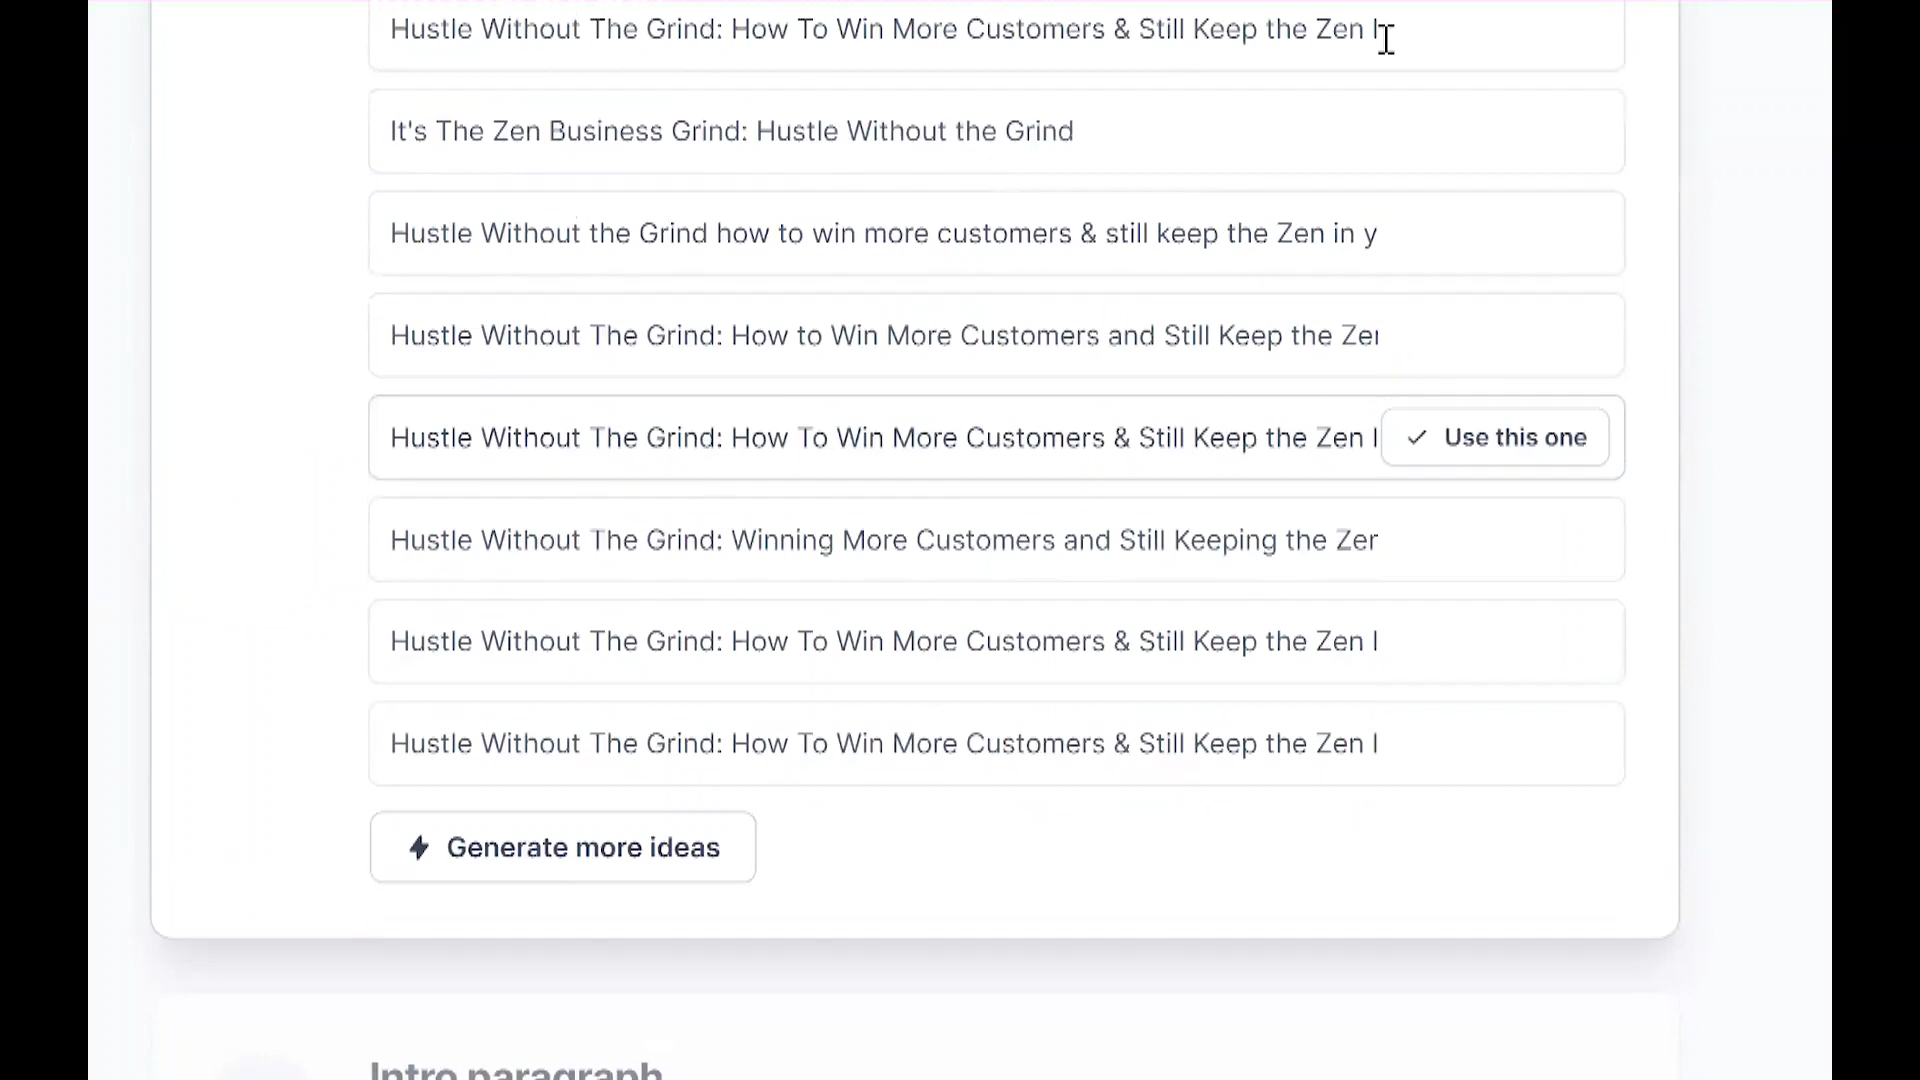 Hustle Without The Grind: How To Win More Customers & Still Keep the Zen I
It's The Zen Business Grind: Hustle Without the Grind
Hustle Without the Grind how to win more customers & still keep the Zen in y
Hustle Without The Grind: How to Win More Customers and Still Keep the Zen
Hustle Without The Grind: How To Win More Customers & Still Keep the Zen I
Use this one
Hustle Without The Grind: Winning More Customers and Still Keeping the Zen
Hustle Without The Grind: How To Win More Customers & Still Keep the Zen I
Hustle Without The Grind: How To Win More Customers & Still Keep the Zen I
Generate more ideas
Intro paragraph